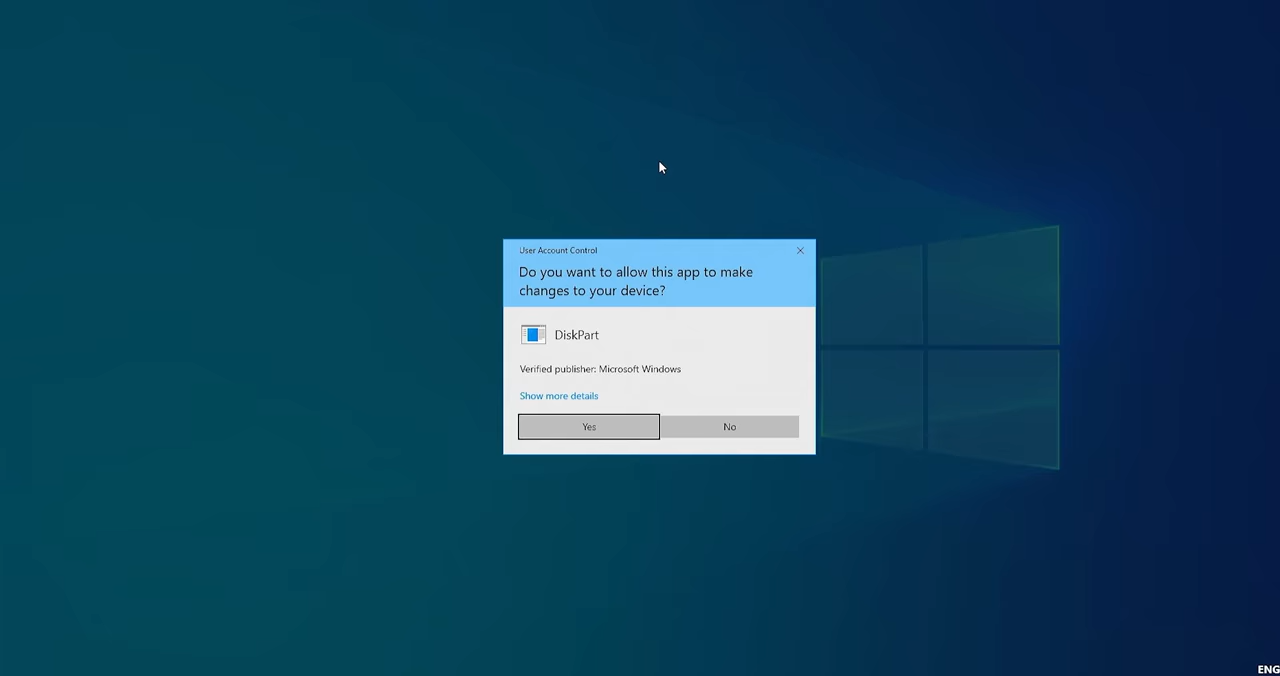 User Account Control
Do you want to allow this app to make
changes to your device?
DiskPart
Verified publisher: Microsoft Windows
Show more details
Yes
No
ENG